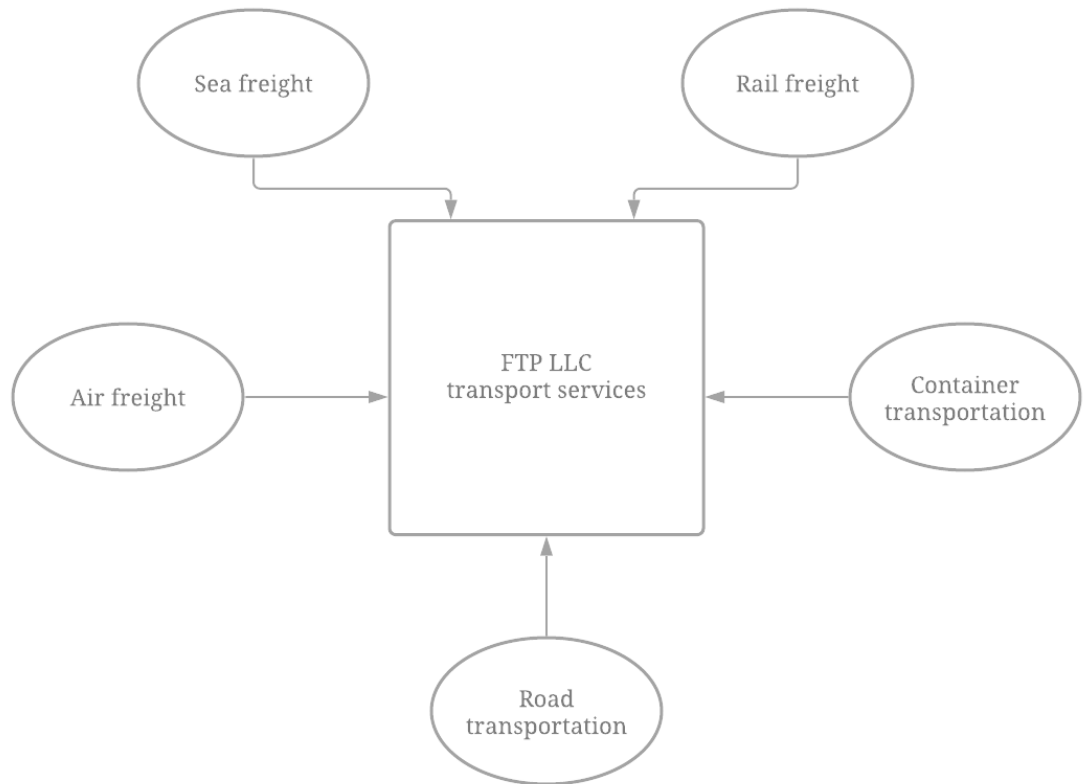 Sea freight
Rail freight
FTP LLC
transport services
Air freight
Container
transportation
Road
transportation